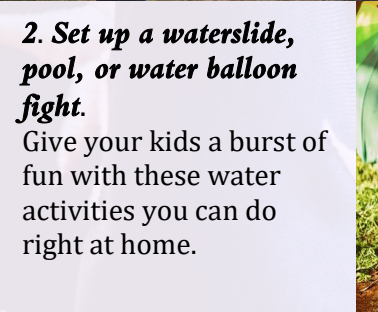 2. Set up a waterslide,
pool, or water balloon
fight.
Give your kids a burst of
fun with these water
activities you can do
right at home.